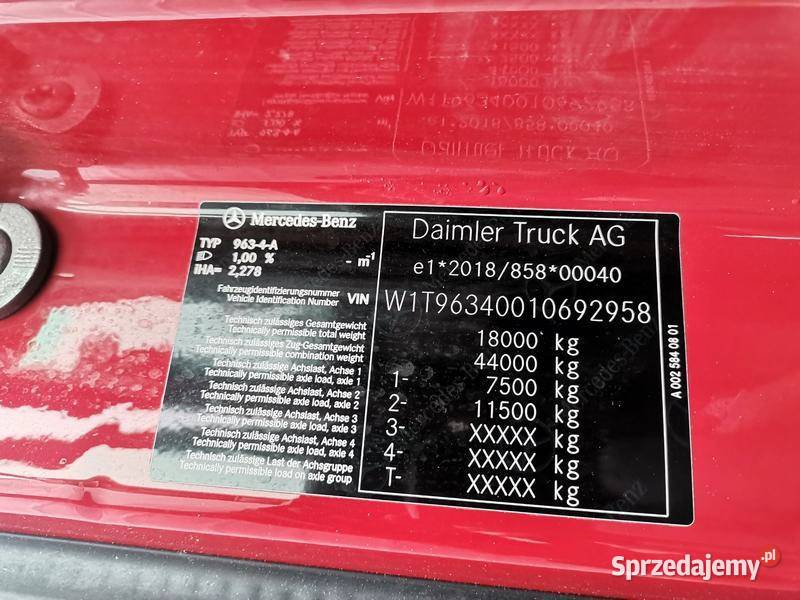 Mercedes-Benz
Daimler Truck AG
TYP 963-4-A
1,00 % - m⁻¹
iHA= 2,278
e1*2018/858*00040
Fahrzeugidentifizierungsnummer
Vehicle Identification Number VIN W1T96340010692958
Technisch zulässiges Gesamtgewicht
Technically permissible total weight 18000 kg
Technisch zulässiges Zug-Gesamtgewicht
Technically permissible combination weight 44000 kg
Technisch zulässige Achslast, Achse 1
Technically permissible axle load, axle 1 1- 7500 kg
Technisch zulässige Achslast, Achse 2
Technically permissible axle load, axle 2 2- 11500 kg
Technisch zulässige Achslast, Achse 3
Technically permissible axle load, axle 3 3- XXXXX kg
Technisch zulässige Achslast, Achse 4
Technically permissible axle load, axle 4 4- XXXXX kg
Technisch zulässige Last der Achsgruppe
Technically permissible load on axle group T- XXXXX kg
A 002 584 08 01
Sprzedajemy.pl